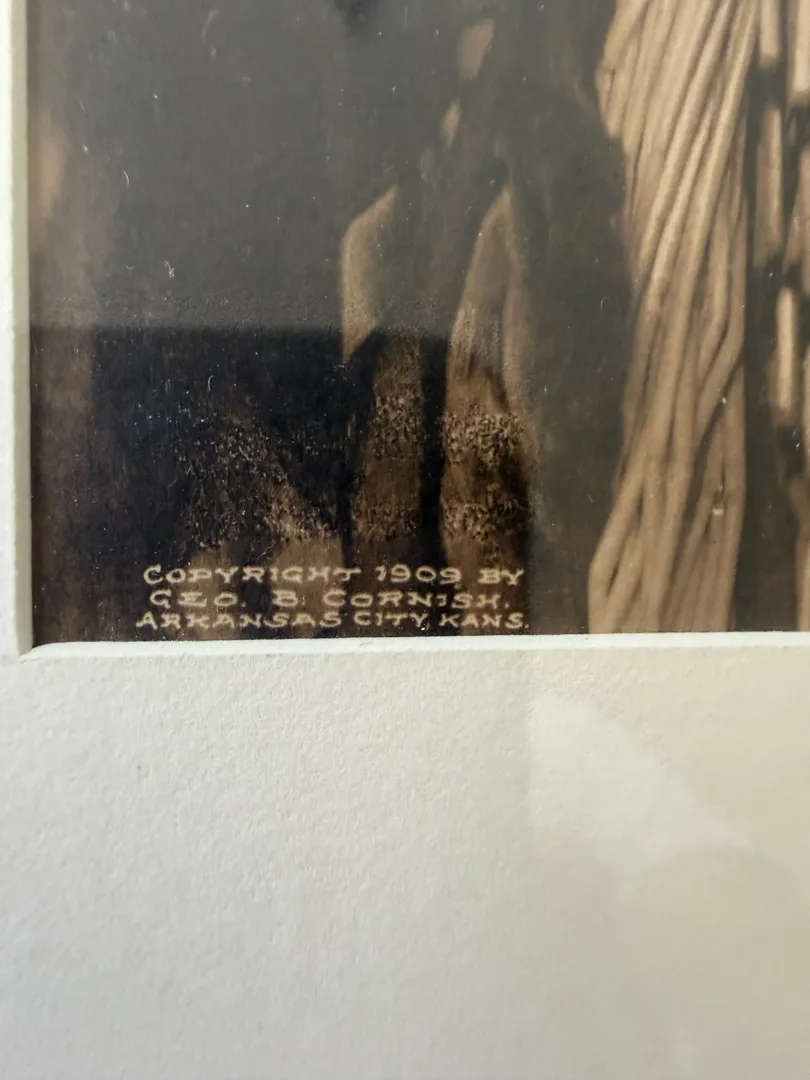 COPYRIGHT 1909 BY
GEO. B. CORNISH.
ARKANSAS CITY KANS.